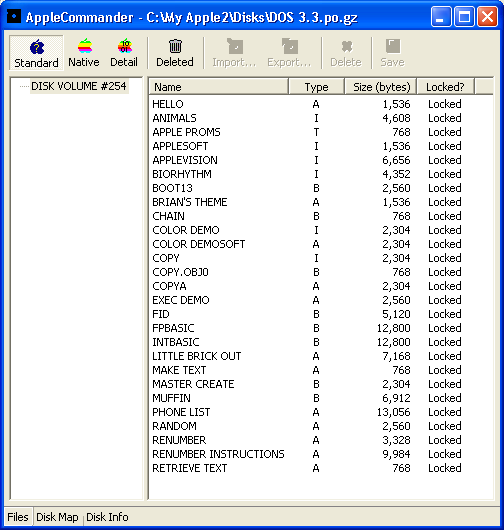 AppleCommander - C:\My Apple2\Disks\DOS 3.3.po.gz
Standard Native Detail Deleted Import... Export... Delete Save
DISK VOLUME #254
Name Type Size (bytes) Locked?
HELLO A 1,536 Locked
ANIMALS I 4,608 Locked
APPLE PROMS T 768 Locked
APPLESOFT I 1,536 Locked
APPLEVISION I 6,656 Locked
BIORHYTHM I 4,352 Locked
BOOT13 B 2,560 Locked
BRIAN'S THEME A 1,536 Locked
CHAIN B 768 Locked
COLOR DEMO I 2,304 Locked
COLOR DEMOSOFT A 2,304 Locked
COPY I 2,304 Locked
COPY.OBJ0 B 768 Locked
COPYA A 2,304 Locked
EXEC DEMO A 2,560 Locked
FID B 5,120 Locked
FPBASIC B 12,800 Locked
INTBASIC B 12,800 Locked
LITTLE BRICK OUT A 7,168 Locked
MAKE TEXT A 768 Locked
MASTER CREATE B 2,304 Locked
MUFFIN B 6,912 Locked
PHONE LIST A 13,056 Locked
RANDOM A 2,560 Locked
RENUMBER A 3,328 Locked
RENUMBER INSTRUCTIONS A 9,984 Locked
RETRIEVE TEXT A 768 Locked
Files Disk Map Disk Info